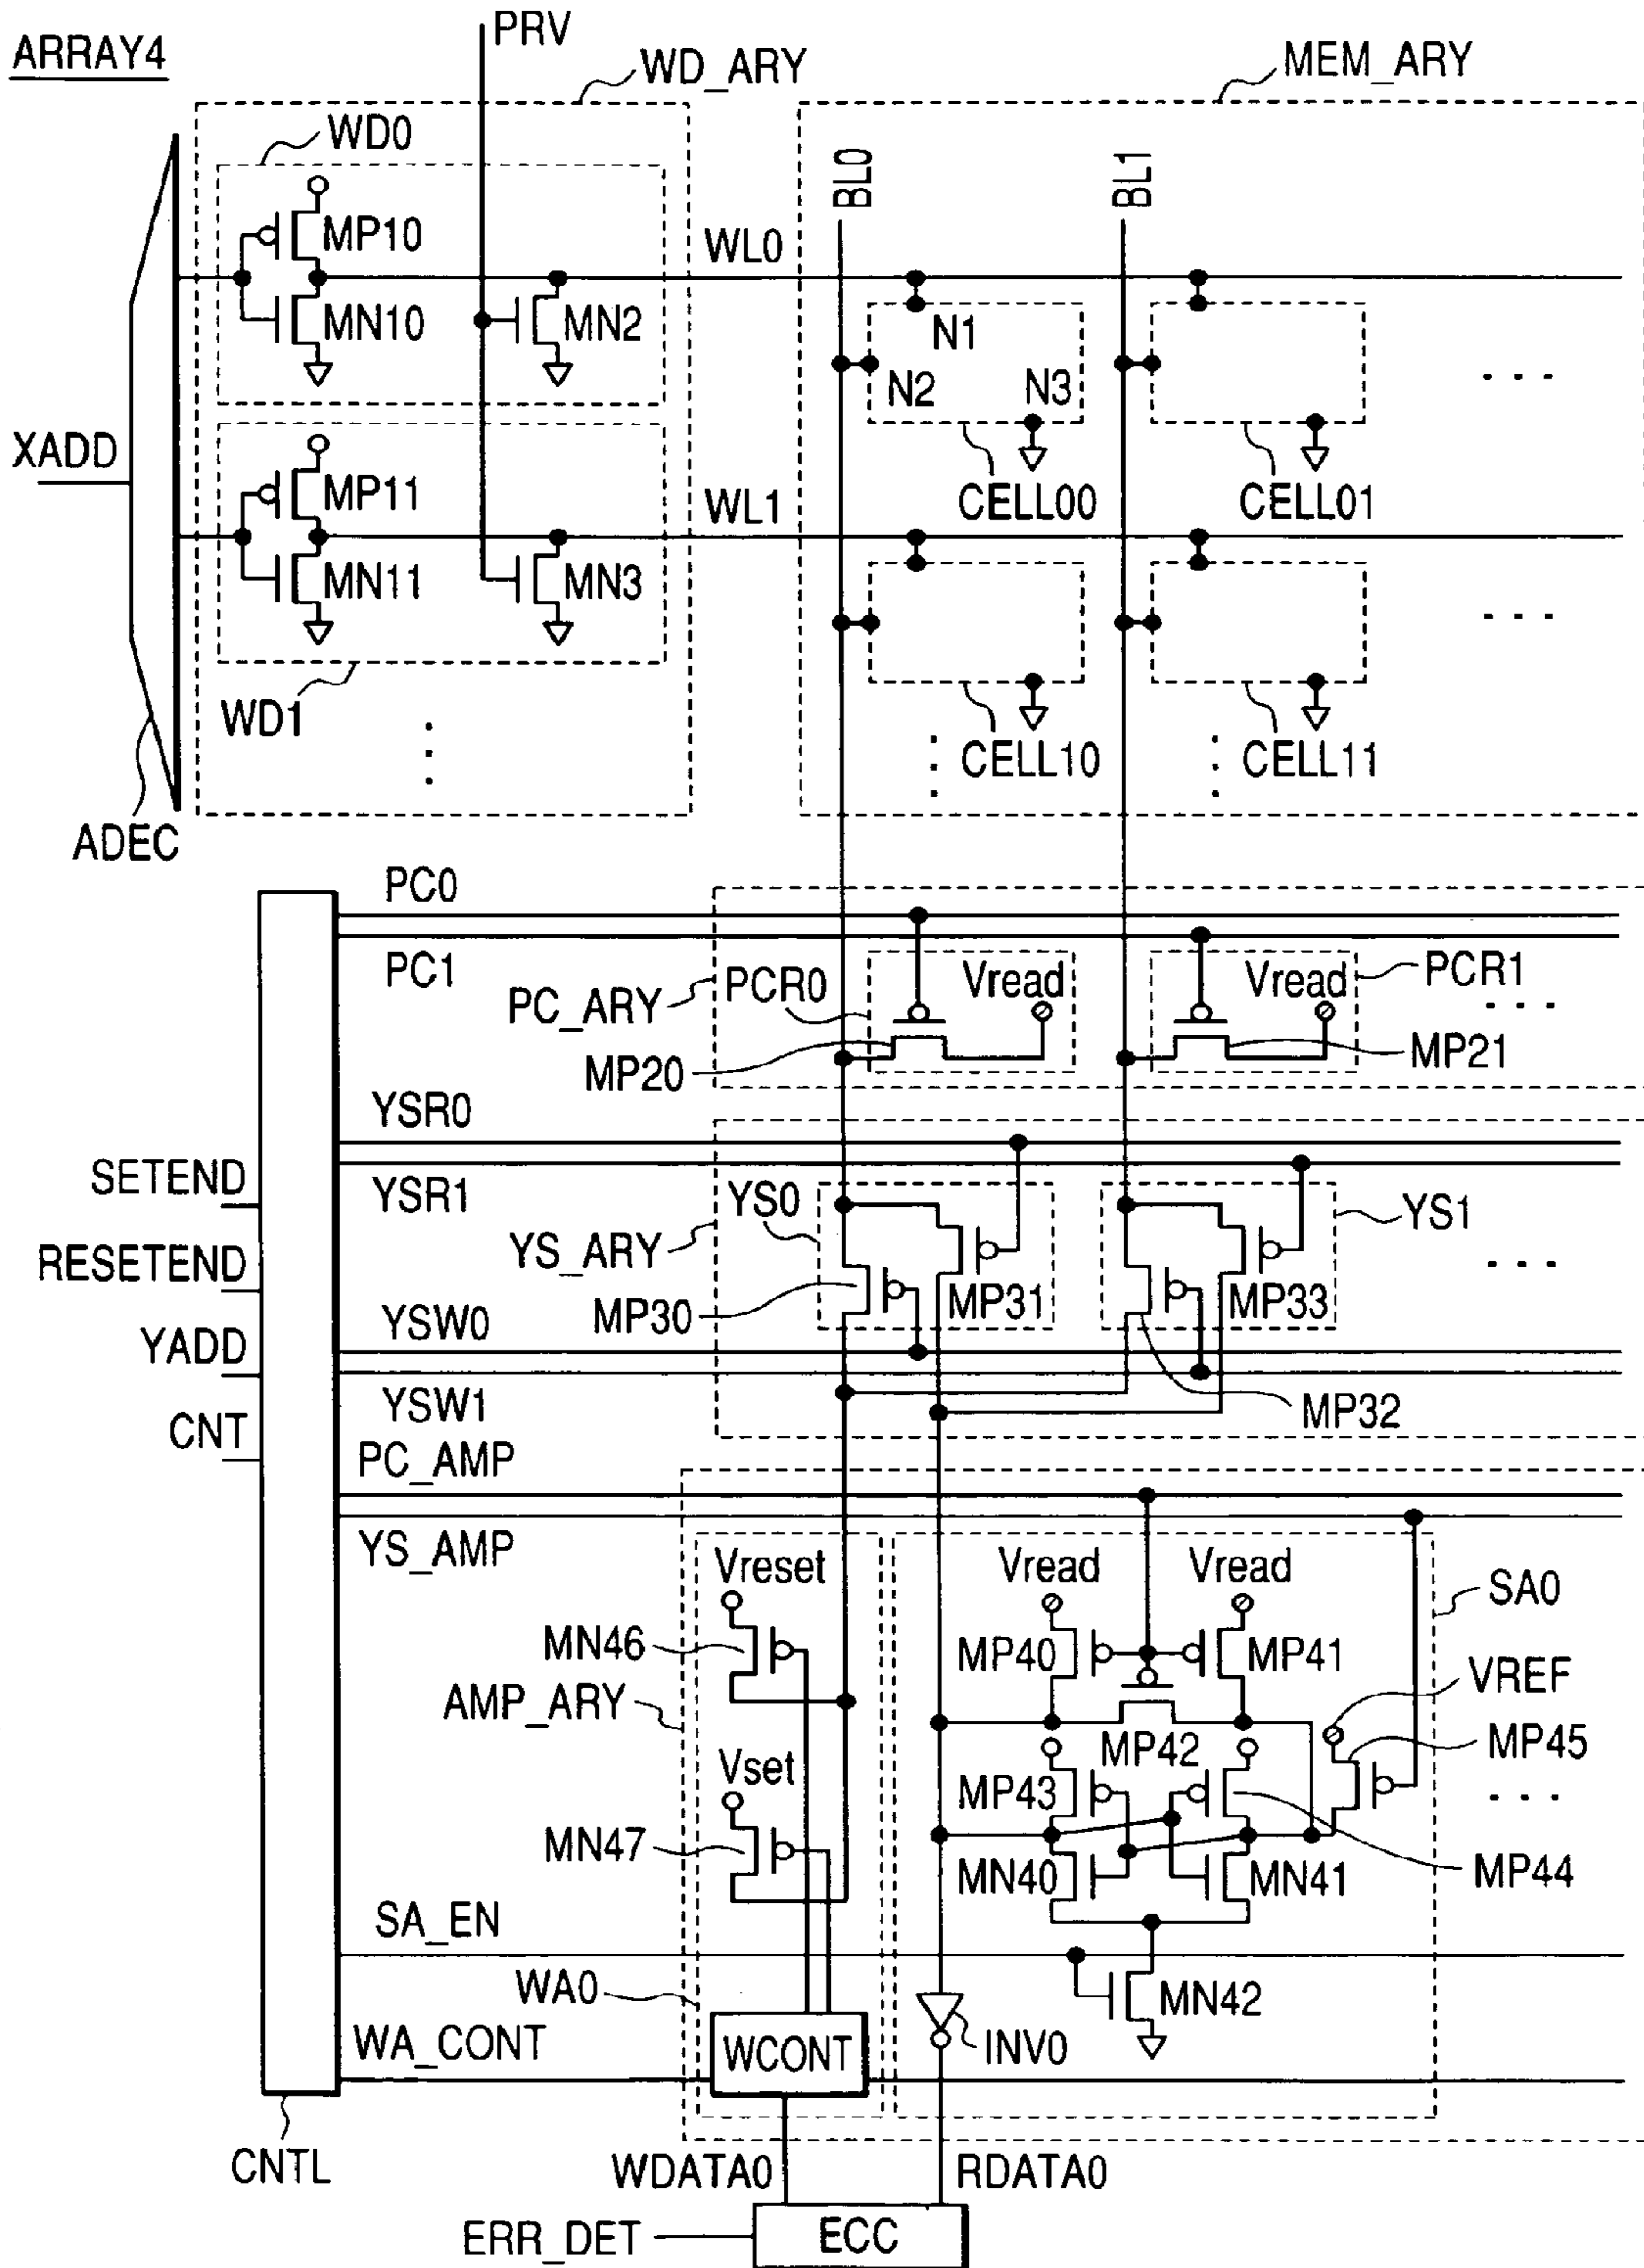 ARRAY4
PRV
WD_ARY
MEM_ARY
WD0
BL0
BL1
MP10
WL0
MN10
MN2
N1
N2
N3
XADD
MP11
WL1
CELL00
CELL01
MN11
MN3
WD1
CELL10
CELL11
ADEC
PC0
PC1
PC_ARY
PCR0
Vread
Vread
PCR1
MP20
MP21
YSR0
SETEND
YSR1
YS0
YS1
YS_ARY
RESETEND
MP30
MP31
MP33
YSW0
YADD
YSW1
MP32
CNT
PC_AMP
YS_AMP
Vreset
Vread
Vread
SA0
MN46
MP40
MP41
VREF
AMP_ARY
MP42
MP45
Vset
MP43
MN47
MN40
MN41
MP44
SA_EN
WA0
MN42
WA_CONT
WCONT
INV0
CNTL
WDATA0
RDATA0
ERR_DET
ECC